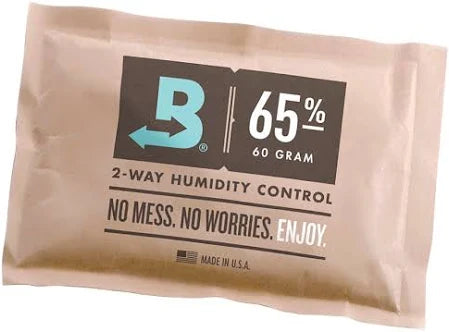 B® 65%
60 GRAM
2-WAY HUMIDITY CONTROL
NO MESS. NO WORRIES. ENJOY.
MADE IN U.S.A.